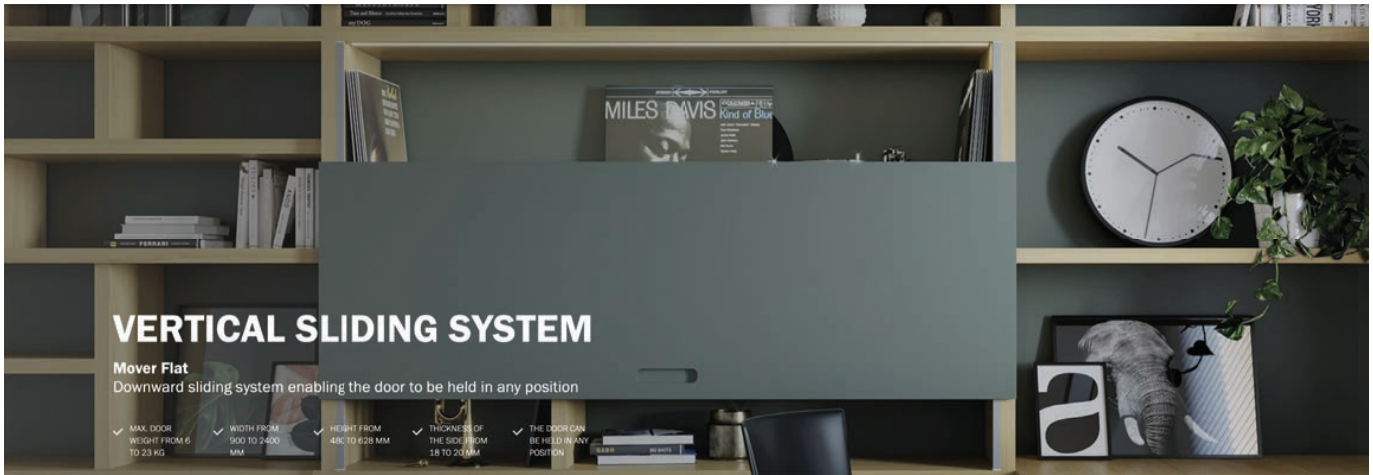 my DOG
MILES DAVIS
Kind of Blue
FERRARI
VERTICAL SLIDING SYSTEM
Mover Flat
Downward sliding system enabling the door to be held in any position
MAX. DOOR
WEIGHT FROM 6
TO 23 KG
WIDTH FROM
900 TO 2400
MM
HEIGHT FROM
480 TO 628 MM
THICKNESS OF
THE SIDE FROM
18 TO 20 MM
THE DOOR CAN
BE HELD IN ANY
POSITION
a